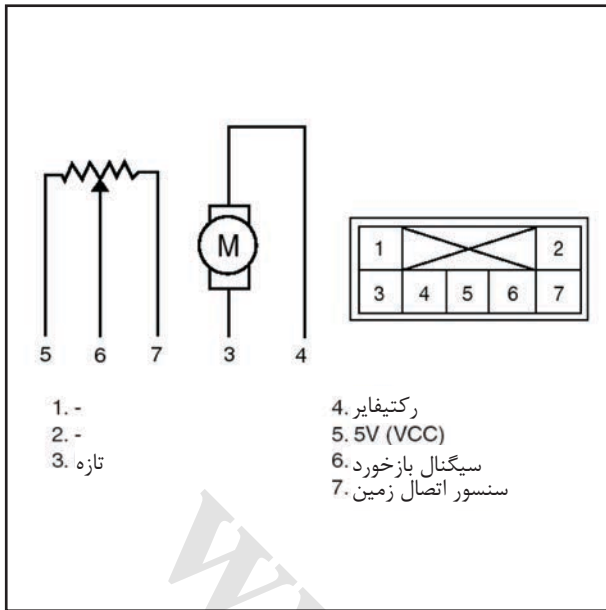 M
1 2
3 4 5 6 7
5 6 7 3 4
1. -
2. -
3. تازه
4. رکتیفایر
5. 5V (VCC)
6. سیگنال بازخورد
7. سنسور اتصال زمین